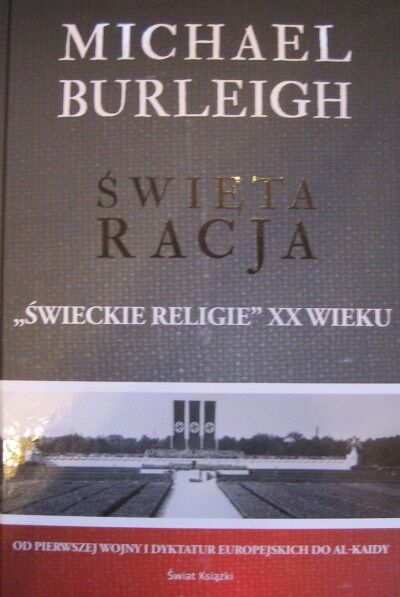 MICHAEL
BURLEIGH
ŚWIĘTA
RACJA
„ŚWIECKIE RELIGIE” XX WIEKU
OD PIERWSZEJ WOJNY I DYKTATUR EUROPEJSKICH DO AL-KAIDY
Świat Książki